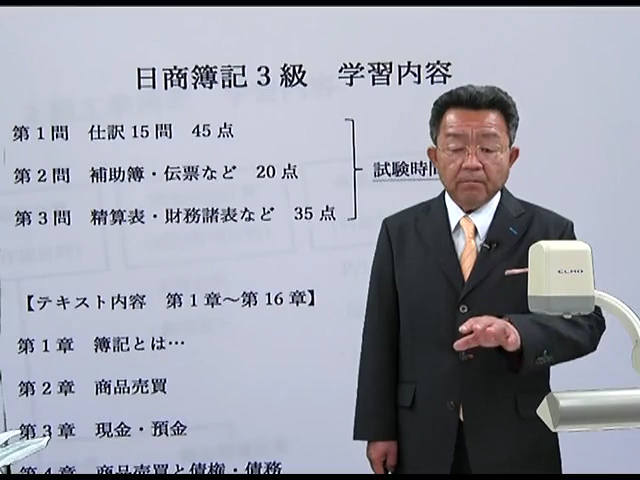 日商簿記3級 学習内容
第1問 仕訳15問 45点
第2問 補助簿・伝票など 20点
第3問 精算表・財務諸表など 35点
試験時間
【テキスト内容 第1章～第16章】
第1章 簿記とは…
第2章 商品売買
第3章 現金・預金
第4章 商品売買と債権・債務
ELMO